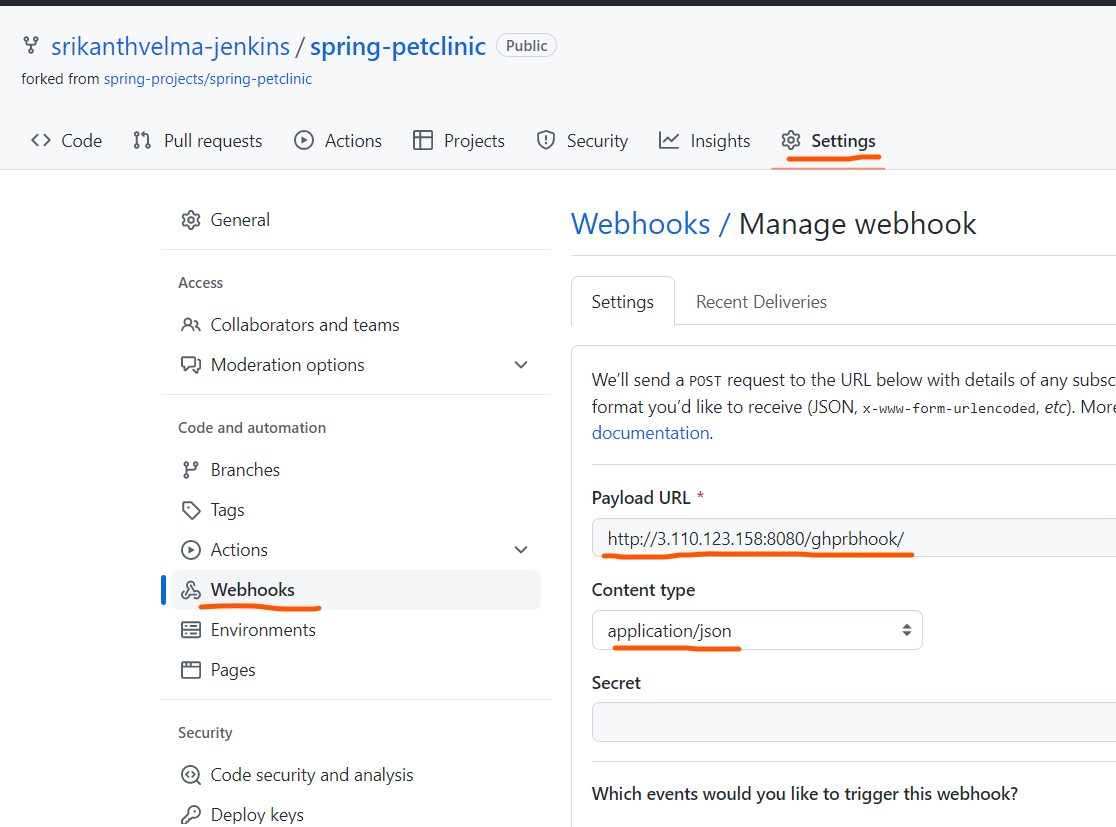 srikanthvelma-jenkins / spring-petclinic Public
forked from spring-projects/spring-petclinic
Code Pull requests Actions Projects Security Insights Settings
General
Access
Collaborators and teams
Moderation options
Code and automation
Branches
Tags
Actions
Webhooks
Environments
Pages
Security
Code security and analysis
Deploy keys
Webhooks / Manage webhook
Settings Recent Deliveries
We'll send a POST request to the URL below with details of any
format you'd like to receive (JSON, x-www-form-urlencoded, etc).
documentation.
Payload URL *
http://3.110.123.158:8080/ghprbhook/
Content type
application/json
Secret
Which events would you like to trigger this webhook?